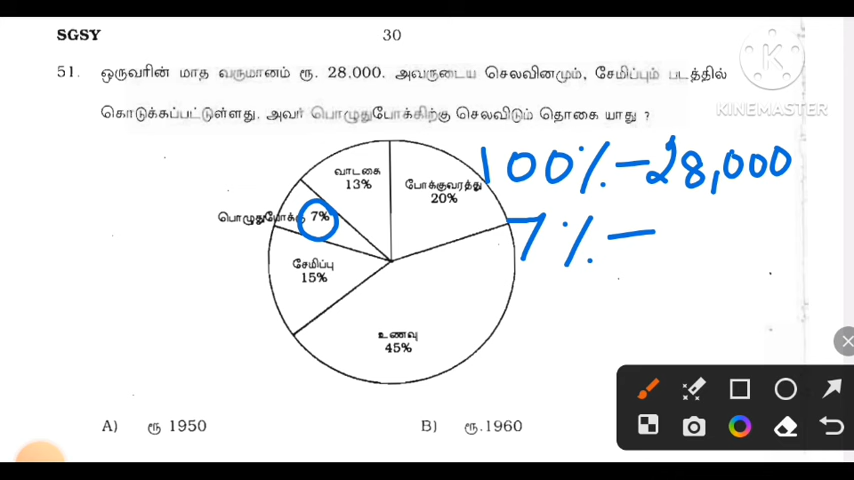 SGSY
30
KINEMASTER
51. ஒருவரின் மாத வருமானம் ரூ. 28,000. அவருடைய செலவினமும், சேமிப்பும் படத்தில்
கொடுக்கப்பட்டுள்ளது. அவர் பொழுதுபோக்கிற்கு செலவிடும் தொகை யாது ?
100% – 28,000
7% –
வாடகை
13%
போக்குவரத்து
20%
பொழுதுபோக்கு 7%
சேமிப்பு
15%
உணவு
45%
A) ரூ 1950
B) ரூ.1960